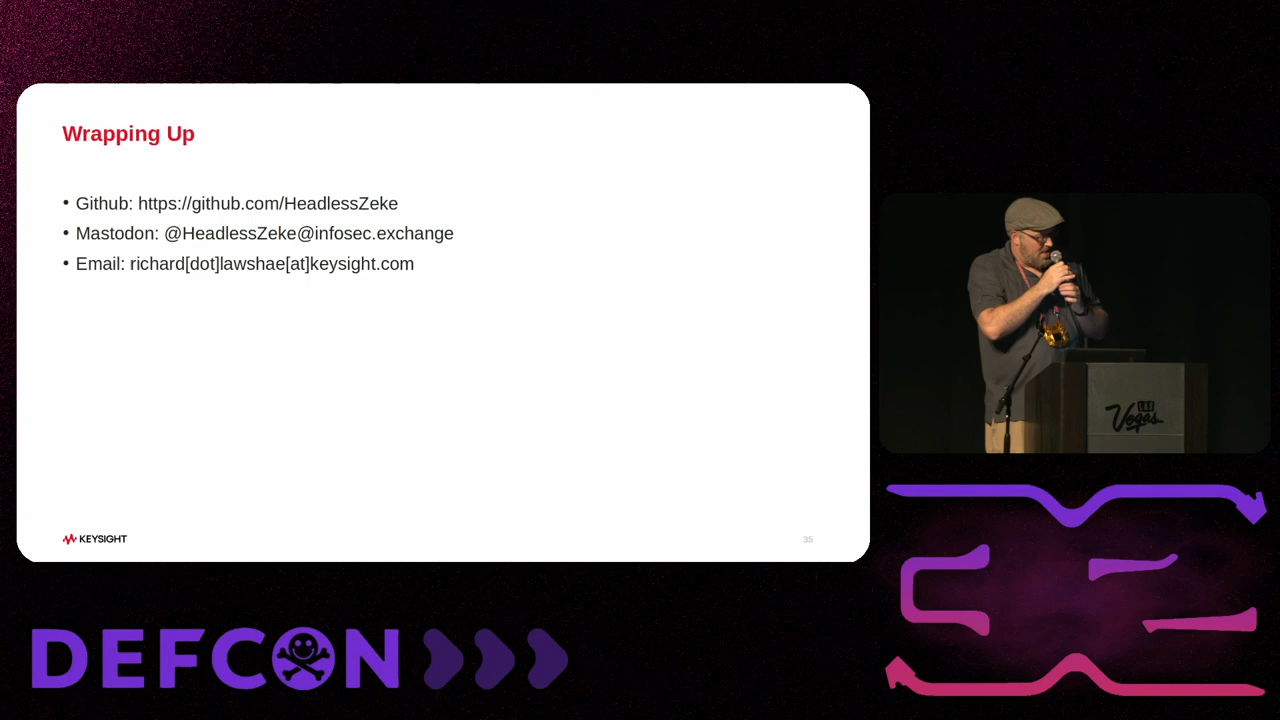 Wrapping Up
• Github: https://github.com/HeadlessZeke
• Mastodon: @HeadlessZeke@infosec.exchange
• Email: richard[dot]lawshae[at]keysight.com
KEYSIGHT
35
LAS
Vegas
DEFCON